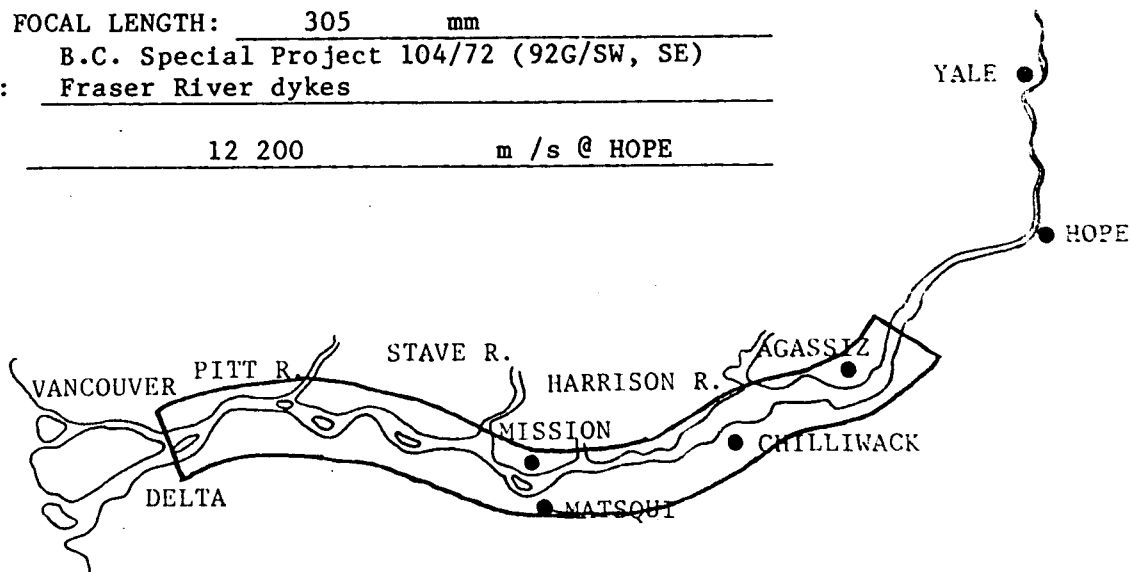 FOCAL LENGTH: 305 mm
B.C. Special Project 104/72 (92G/SW, SE)
: Fraser River dykes
12 200 m /s @ HOPE
YALE
HOPE
STAVE R.
AGASSIZ
PITT R.
VANCOUVER
HARRISON R.
MISSION
CHILLIWACK
DELTA
MATSQUI